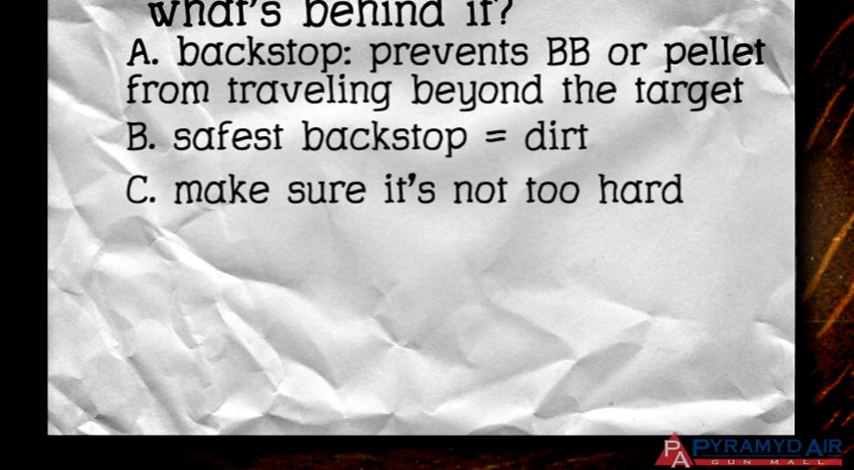 what's behind it?
A. backstop: prevents BB or pellet
from traveling beyond the target
B. safest backstop = dirt
C. make sure it's not too hard
PA PYRAMYD AIR
GUN MALL